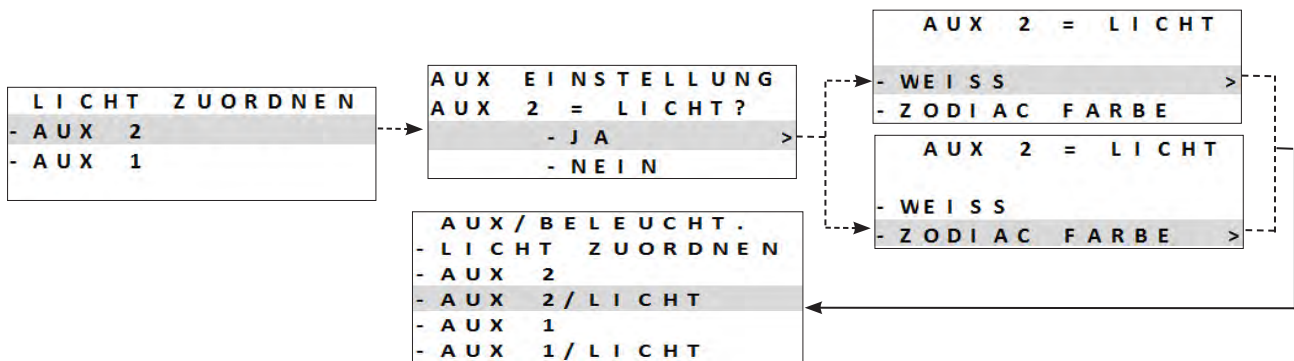 LICHT ZUORDNEN
- AUX 2
- AUX 1
AUX EINSTELLUNG
AUX 2 = LICHT?
- JA >
- NEIN
AUX 2 = LICHT
- WEISS >
- ZODIAC FARBE
AUX 2 = LICHT
- WEISS
- ZODIAC FARBE >
AUX/BELEUCHT.
- LICHT ZUORDNEN
- AUX 2
- AUX 2/LICHT
- AUX 1
- AUX 1/LICHT